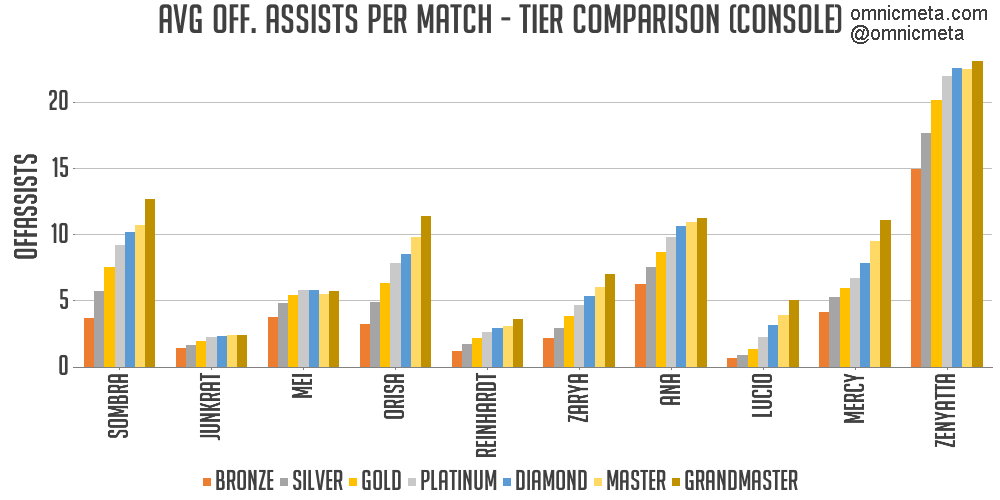 AVG OFF. ASSISTS PER MATCH - TIER COMPARISON (CONSOLE)
omnicmeta.com
@omnicmeta
OFFASSISTS
20
15
10
5
0
SOMBRA
JUNKRAT
MEI
ORISA
REINHARDT
ZARYA
ANA
LUCIO
MERCY
ZENYATTA
BRONZE SILVER GOLD PLATINUM DIAMOND MASTER GRANDMASTER